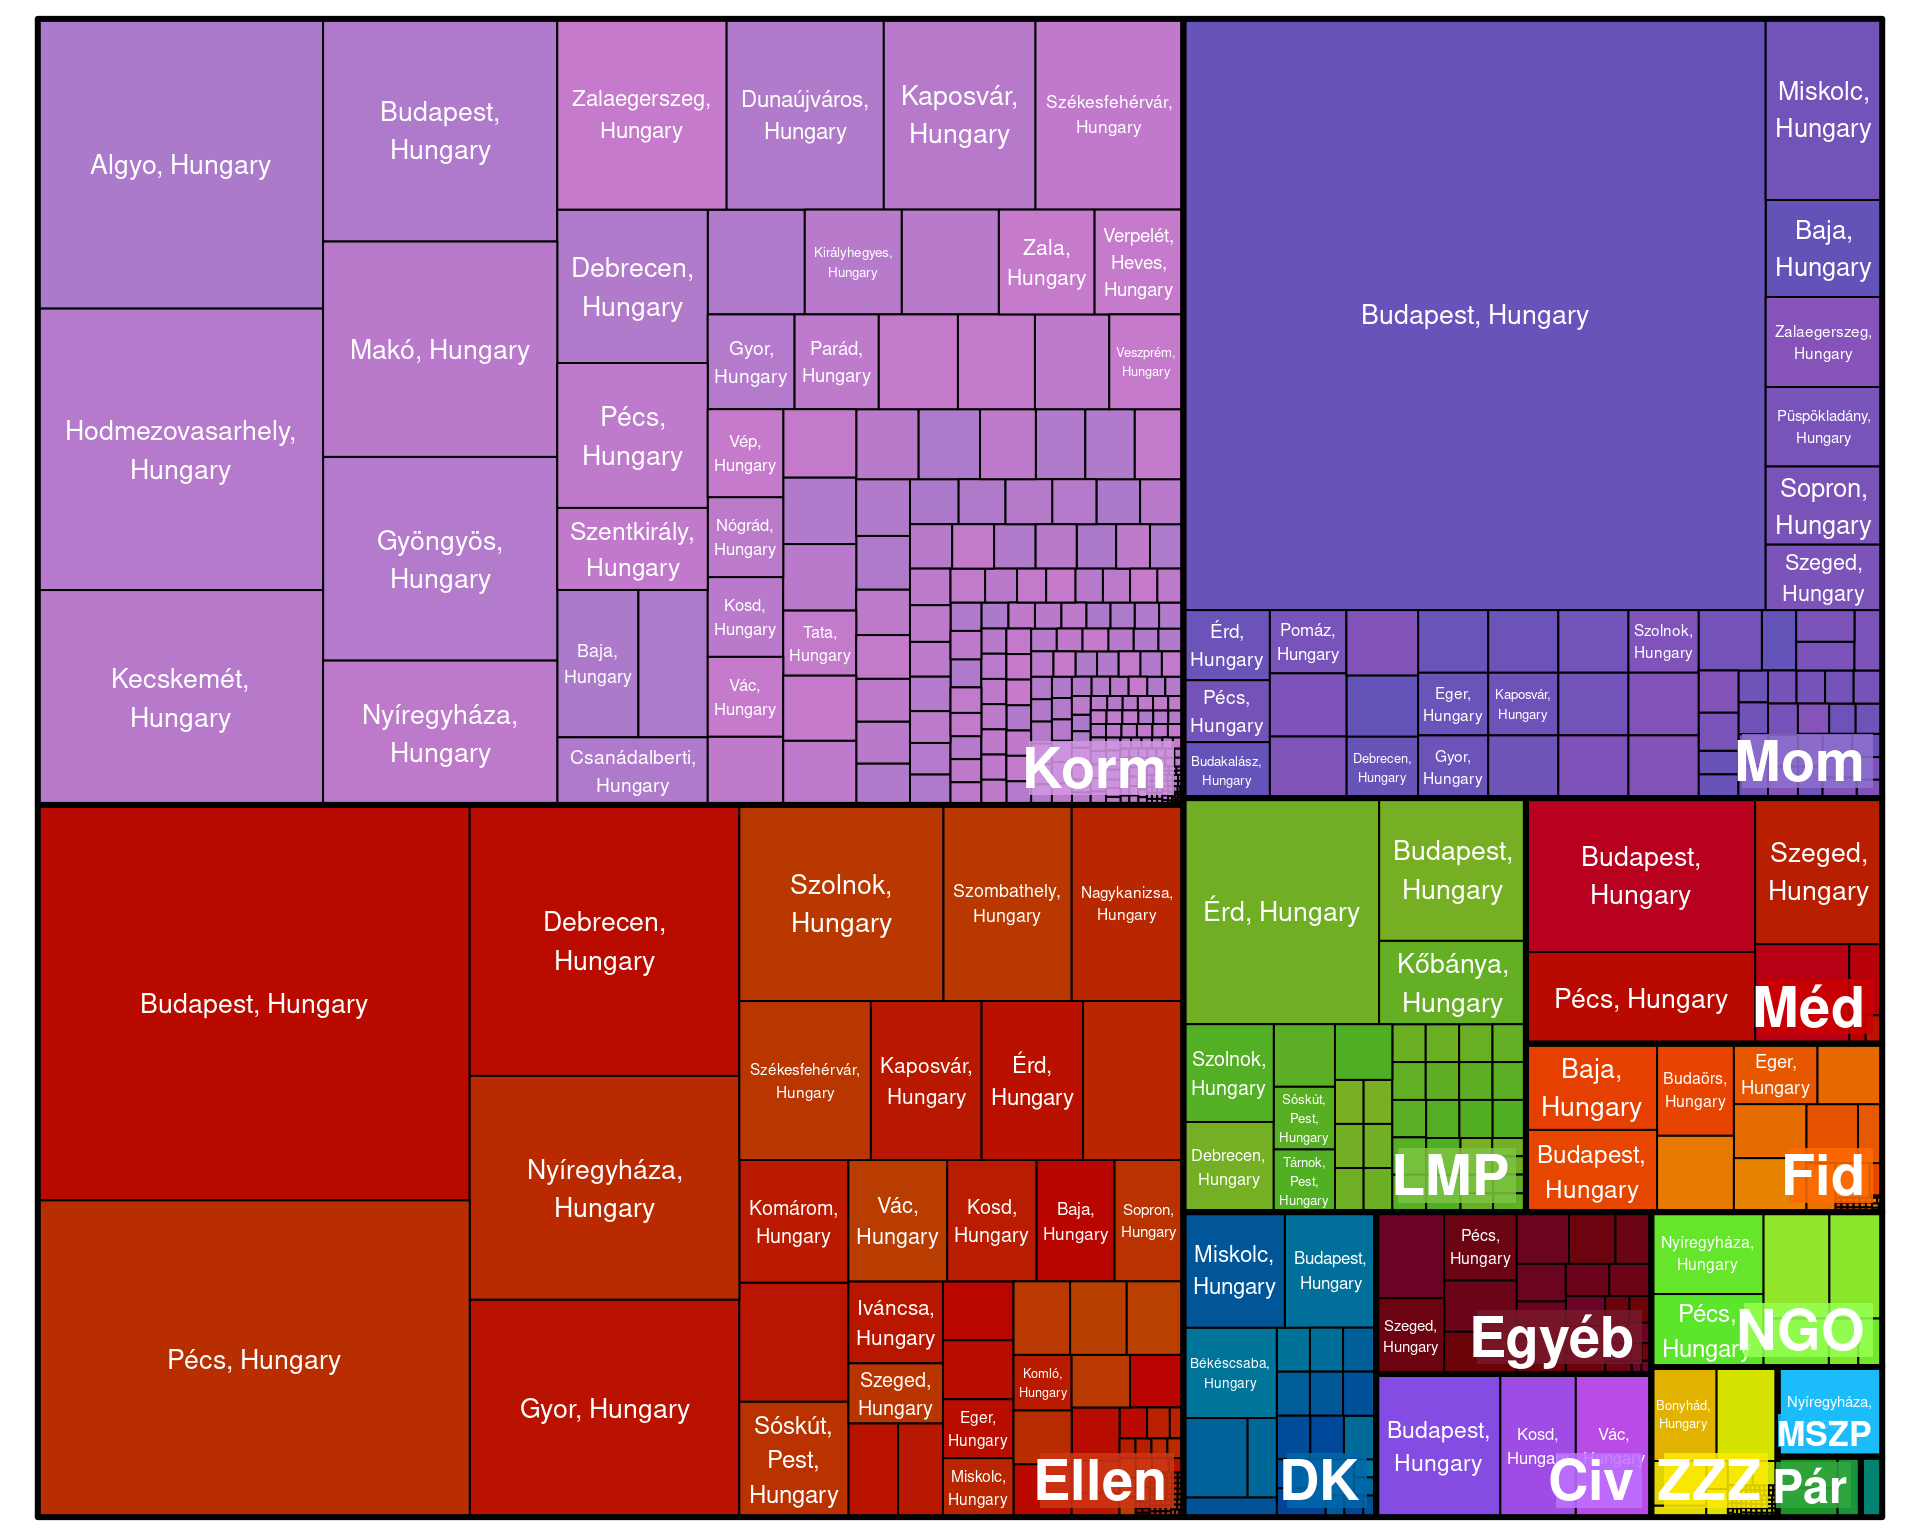 Algyo, Hungary
Hodmezovasarhely,
Hungary
Kecskemét,
Hungary
Budapest,
Hungary
Makó, Hungary
Gyöngyös,
Hungary
Nyíregyháza,
Hungary
Zalaegerszeg,
Hungary
Dunaújváros,
Hungary
Kaposvár,
Hungary
Székesfehérvár,
Hungary
Debrecen,
Hungary
Pécs,
Hungary
Szentkirály,
Hungary
Baja,
Hungary
Csanádalberti,
Hungary
Királyhegyes,
Hungary
Zala,
Hungary
Verpelét,
Heves,
Hungary
Gyor,
Hungary
Parád,
Hungary
Veszprém,
Hungary
Vép,
Hungary
Nógrád,
Hungary
Kosd,
Hungary
Vác,
Hungary
Tata,
Hungary
Korm
Budapest, Hungary
Miskolc,
Hungary
Baja,
Hungary
Zalaegerszeg,
Hungary
Püspökladány,
Hungary
Sopron,
Hungary
Szeged,
Hungary
Érd,
Hungary
Pécs,
Hungary
Budakalász,
Hungary
Pomáz,
Hungary
Debrecen,
Hungary
Eger,
Hungary
Gyor,
Hungary
Kaposvár,
Hungary
Szolnok,
Hungary
Mom
Budapest, Hungary
Pécs, Hungary
Debrecen,
Hungary
Nyíregyháza,
Hungary
Gyor, Hungary
Szolnok,
Hungary
Szombathely,
Hungary
Nagykanizsa,
Hungary
Székesfehérvár,
Hungary
Kaposvár,
Hungary
Érd,
Hungary
Komárom,
Hungary
Vác,
Hungary
Kosd,
Hungary
Baja,
Hungary
Sopron,
Hungary
Sóskút,
Pest,
Hungary
Iváncsa,
Hungary
Szeged,
Hungary
Eger,
Hungary
Miskolc,
Hungary
Komló,
Hungary
Ellen
Érd, Hungary
Budapest,
Hungary
Kőbánya,
Hungary
Szolnok,
Hungary
Debrecen,
Hungary
Sóskút,
Pest,
Hungary
Tárnok,
Pest,
Hungary
LMP
Budapest,
Hungary
Pécs, Hungary
Szeged,
Hungary
Méd
Baja,
Hungary
Budapest,
Hungary
Budaörs,
Hungary
Eger,
Hungary
Fid
Miskolc,
Hungary
Budapest,
Hungary
Békéscsaba,
Hungary
DK
Pécs,
Hungary
Szeged,
Hungary
Egyéb
Nyíregyháza,
Hungary
Pécs,
Hungary
NGO
Budapest,
Hungary
Kosd,
Hungary
Vác,
Hungary
Civ
Bonyhád,
Hungary
ZZZ
Nyíregyháza,
MSZP
Pár